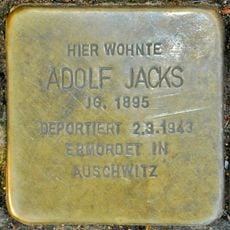 HIER WOHNTE
ADOLF JACKS
JG. 1895
DEPORTIERT 2.3.1943
ERMORDET IN
AUSCHWITZ